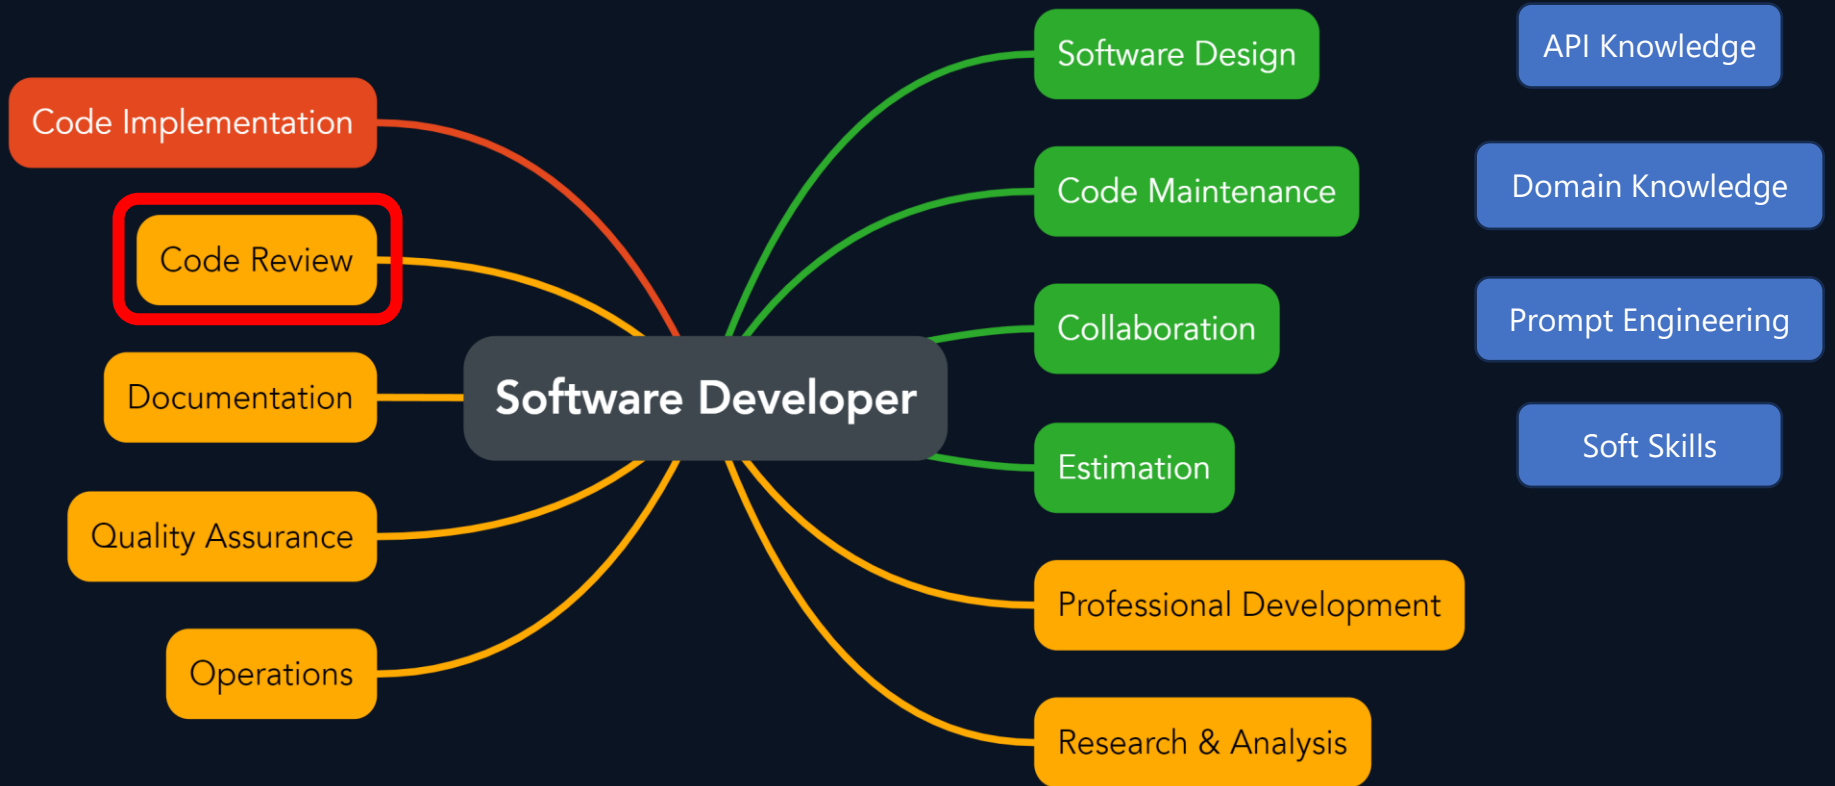 Code Implementation
Code Review
Documentation
Quality Assurance
Operations
Software Developer
Software Design
Code Maintenance
Collaboration
Estimation
Professional Development
Research & Analysis
API Knowledge
Domain Knowledge
Prompt Engineering
Soft Skills